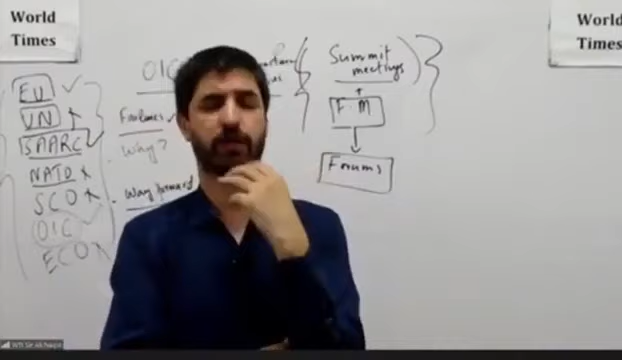 World
Times
World
Times
EU
UN
SAARC
NATO x
SCO x
OIC
ECO x
OIC
Failures
Why?
Way forward
Summit
meetings
+
F.M
Forums